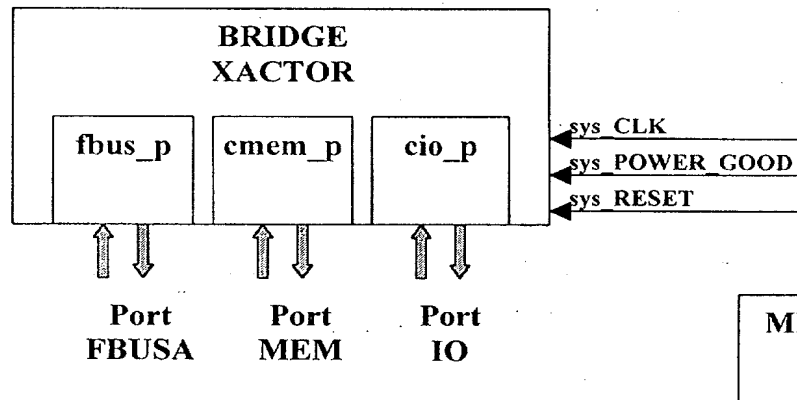 BRIDGE
XACTOR
fbus_p
cmem_p
cio_p
sys_CLK
sys_POWER_GOOD
sys_RESET
Port
FBUSA
Port
MEM
Port
IO
M